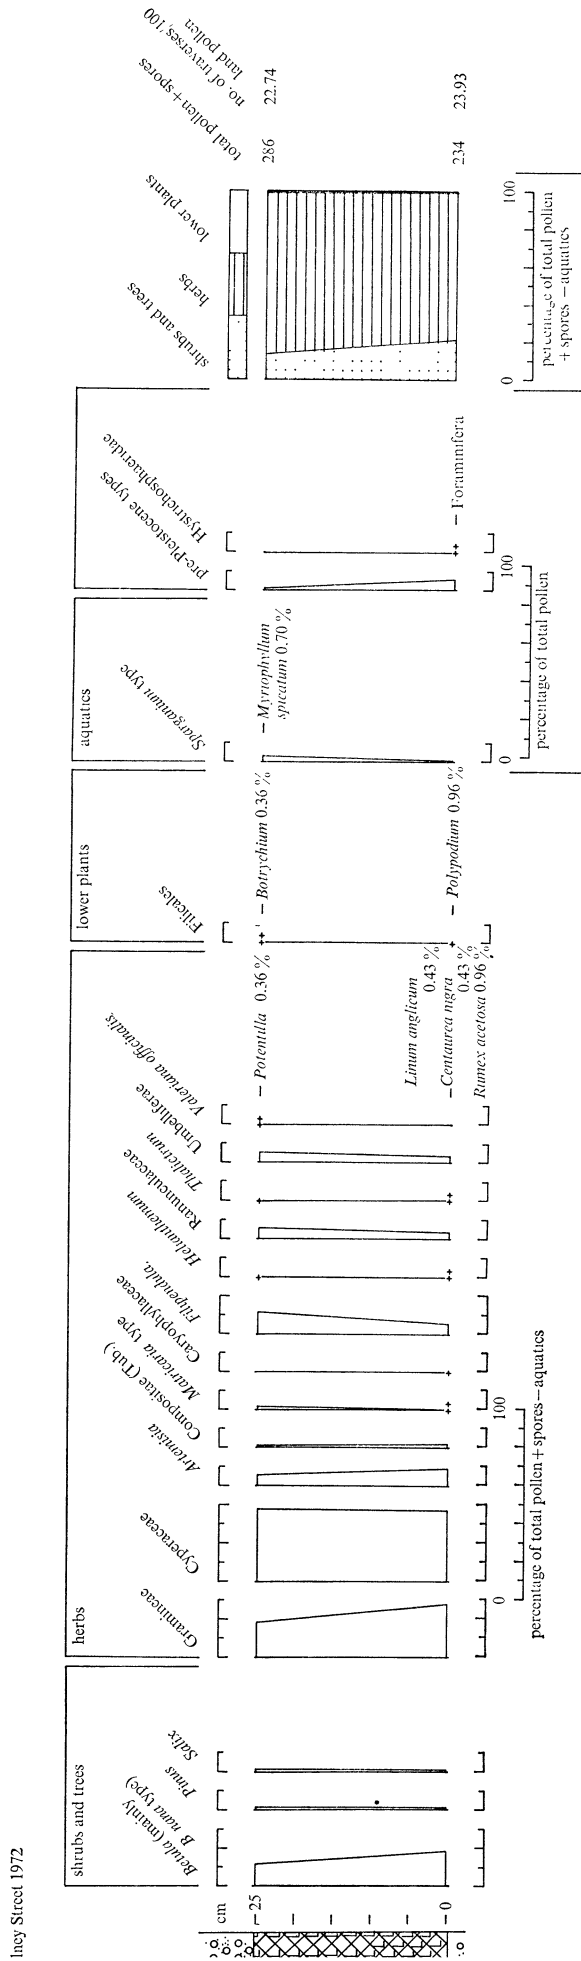 Incy Street 1972
shrubs and trees
Betula (mainly
B nana type)
Pinus
Salix
herbs
Gramineae
Cyperaceae
Artemisia
Compositae (Tub.)
Matricaria type
Caryophyllaceae
Filipendula
Helianthemum
Ranunculaceae
Thalictrum
Umbelliferae
Valeriana officinalis
lower plants
Filicales
aquatics
Sparganium type
pre-Pleistocene types
Hystrichosphaeridae
shrubs and trees
herbs
lower plants
total pollen + spores
no. of traverses/100
land pollen
cm
25
0
– Potentilla 0.36 %
– Botrychium 0.36 %
– Myriophyllum
spicatum 0.70 %
286
22.74
Linum anglicum
0.43 %
– Centaurea nigra
0.43 %
Rumex acetosa 0.96 %
– Polypodium 0.96 %
– Foraminifera
234
23.93
0
100
percentage of total pollen + spores – aquatics
0
100
percentage of total pollen
0
100
percentage of total pollen
+ spores – aquatics